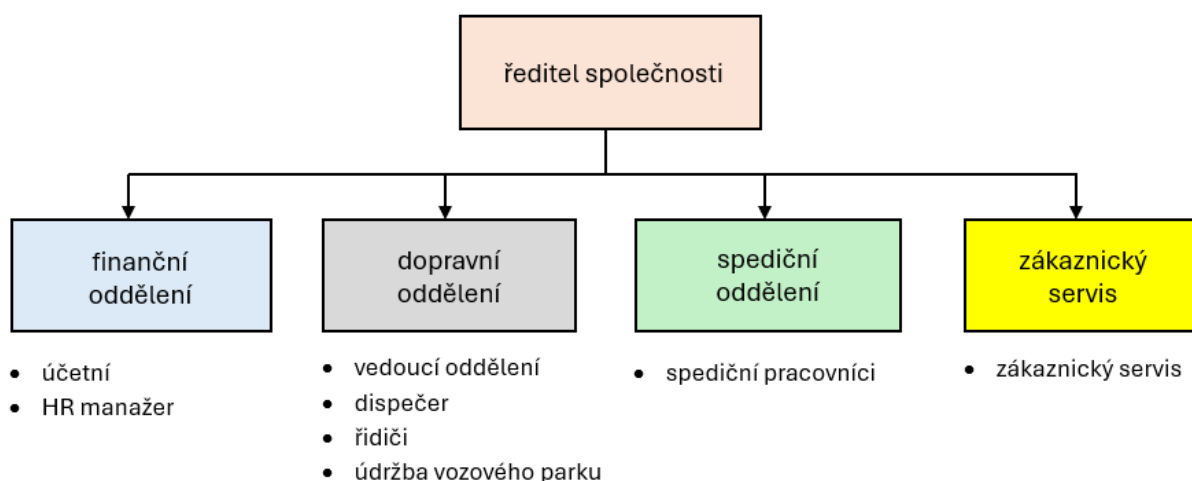 ředitel společnosti
finanční
oddělení
dopravní
oddělení
spediční
oddělení
zákaznický
servis
• účetní
• HR manažer
• vedoucí oddělení
• dispečer
• řidiči
• údržba vozového parku
• spediční pracovníci
• zákaznický servis